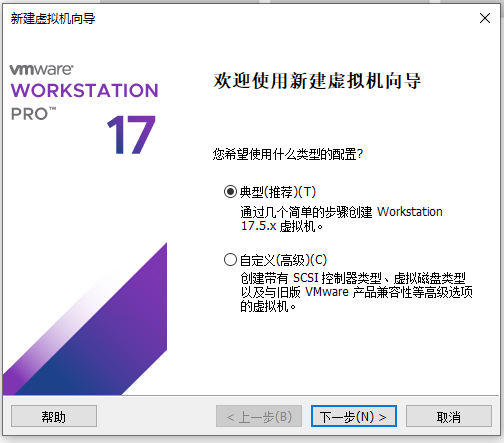 新建虚拟机向导
vmware®
WORKSTATION
PRO™
17
欢迎使用新建虚拟机向导
您希望使用什么类型的配置?
典型(推荐)(T)
通过几个简单的步骤创建 Workstation
17.5.x 虚拟机。
自定义(高级)(C)
创建带有 SCSI 控制器类型、虚拟磁盘类型
以及与旧版 VMware 产品兼容性等高级选项
的虚拟机。
帮助
< 上一步(B)
下一步(N) >
取消